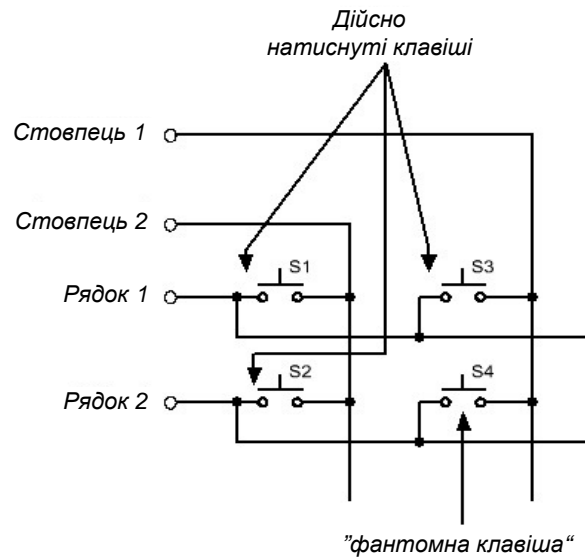 Дійсно
натиснуті клавіші
Стовпець 1
Стовпець 2
S1
S3
Рядок 1
S2
S4
Рядок 2
”фантомна клавіша“